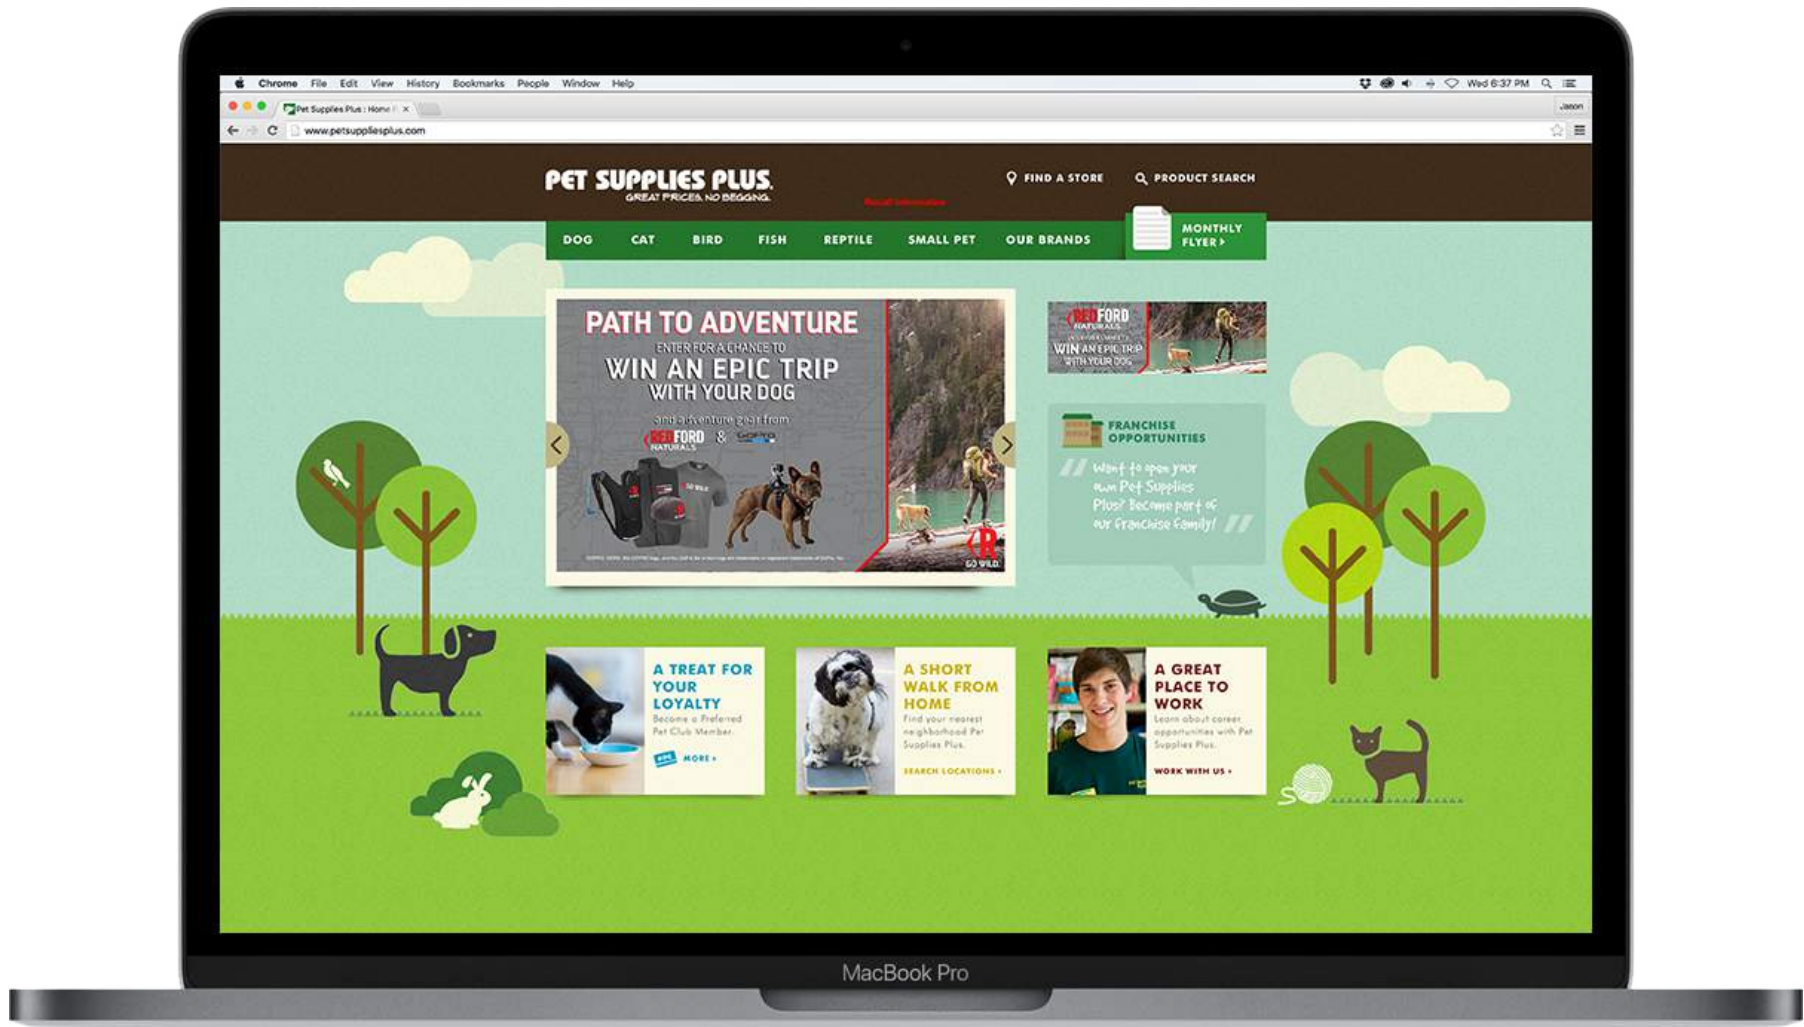 Chrome File Edit View History Bookmarks People Window Help
Wed 6:37 PM
Pet Supplies Plus : Home
Jason
www.petsuppliesplus.com
PET SUPPLIES PLUS.
GREAT PRICES. NO BEGGING.
FIND A STORE
PRODUCT SEARCH
Recall Information
DOG CAT BIRD FISH REPTILE SMALL PET OUR BRANDS
MONTHLY
FLYER
PATH TO ADVENTURE
ENTER FOR A CHANCE TO
WIN AN EPIC TRIP
WITH YOUR DOG
and adventure gear from
REDFORD
NATURALS
& GoPro
GO WILD
R
GO WILD.
REDFORD
NATURALS
WIN AN EPIC TRIP
WITH YOUR DOG
FRANCHISE
OPPORTUNITIES
Want to open your
own Pet Supplies
Plus? Become part of
our franchise family!
A TREAT FOR
YOUR
LOYALTY
Become a Preferred
Pet Club Member.
MORE
A SHORT
WALK FROM
HOME
Find your nearest
neighborhood Pet
Supplies Plus.
SEARCH LOCATIONS
A GREAT
PLACE TO
WORK
Learn about career
opportunities with Pet
Supplies Plus.
WORK WITH US
MacBook Pro